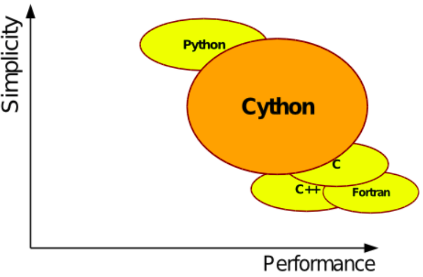 Simplicity
Python
Cython
C
C++
Fortran
Performance